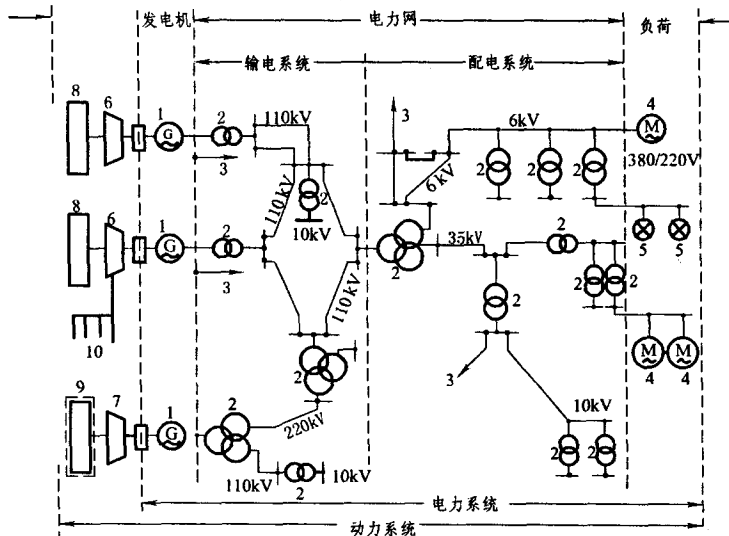 发电机 电力网 负荷
输电系统 配电系统
8 6 1 2 110kV 3 6kV 4
M
G
380/220V
3 2 2 2 2
110kV 6kV
10kV
5 5
8 6 1 2 2 35kV 2
G
3 2 2 2
110kV
10
M M
4 4
3
2
9 7 1 2
G
220kV 10kV
2 2
110kV 10kV
2
电力系统
动力系统